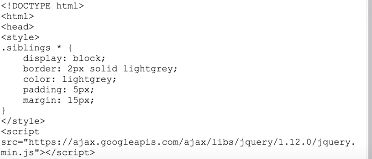 <!DOCTYPE html>
<html>
<head>
<style>
.siblings * {
    display: block;
    border: 2px solid lightgrey;
    color: lightgrey;
    padding: 5px;
    margin: 15px;
}
</style>
<script
src="https://ajax.googleapis.com/ajax/libs/jquery/1.12.0/jquery.
min.js"></script>